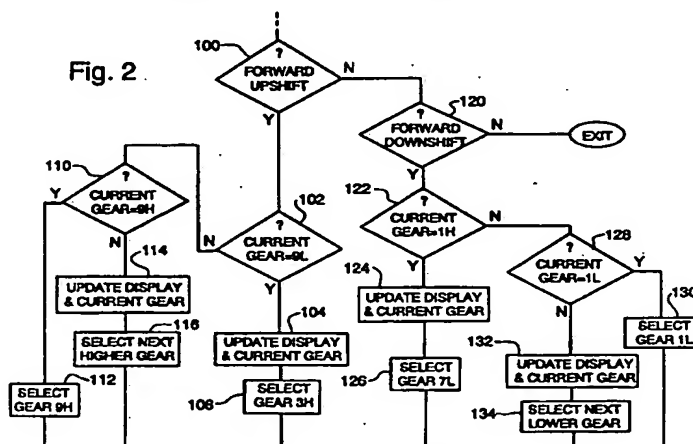 Fig. 2
100
?
FORWARD
UPSHIFT
N
Y
120
?
FORWARD
DOWNSHIFT
N
EXIT
Y
110
?
CURRENT
GEAR=9H
Y
N
102
?
CURRENT
GEAR=9L
N
Y
122
?
CURRENT
GEAR=1H
N
Y
128
?
CURRENT
GEAR=1L
Y
N
114
UPDATE DISPLAY
& CURRENT GEAR
116
SELECT NEXT
HIGHER GEAR
112
SELECT
GEAR 9H
104
UPDATE DISPLAY
& CURRENT GEAR
106
SELECT
GEAR 3H
124
UPDATE DISPLAY
& CURRENT GEAR
126
SELECT
GEAR 7L
130
SELECT
GEAR 1L
132
UPDATE DISPLAY
& CURRENT GEAR
134
SELECT NEXT
LOWER GEAR